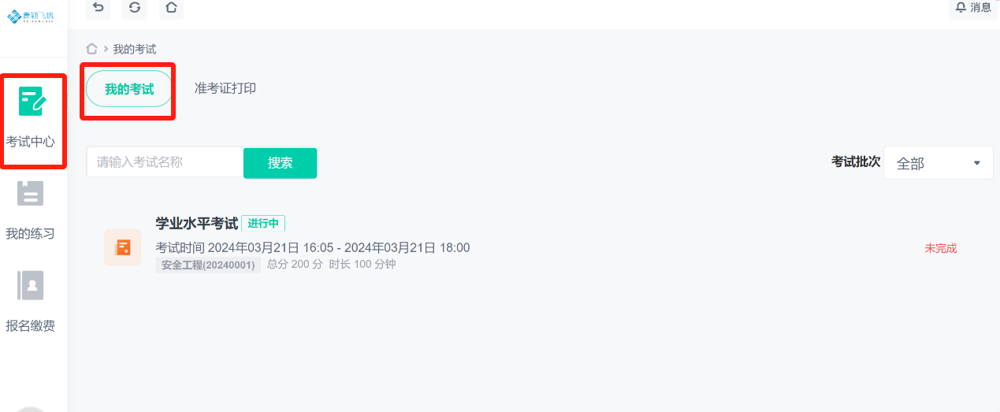 青颖飞帆
消息
我的考试
我的考试
准考证打印
考试中心
请输入考试名称
搜索
考试批次
全部
学业水平考试
进行中
考试时间 2024年03月21日 16:05 - 2024年03月21日 18:00
未完成
安全工程(20240001)
总分 200 分 时长 100 分钟
我的练习
报名缴费